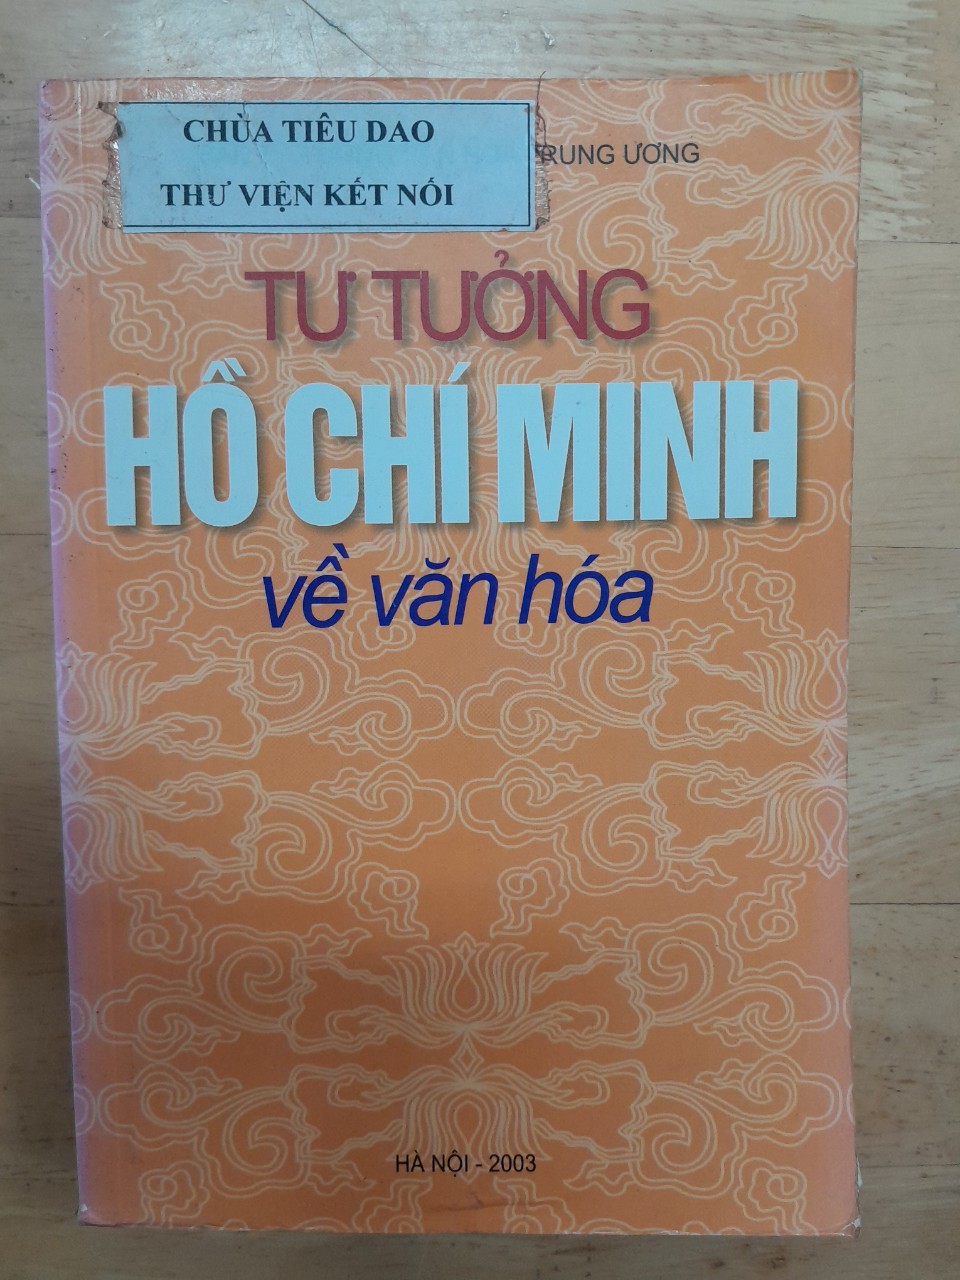 CHÙA TIÊU DAO
THƯ VIỆN KẾT NỐI
RUNG ƯƠNG
TƯ TƯỞNG
HỒ CHÍ MINH
về văn hóa
HÀ NỘI - 2003